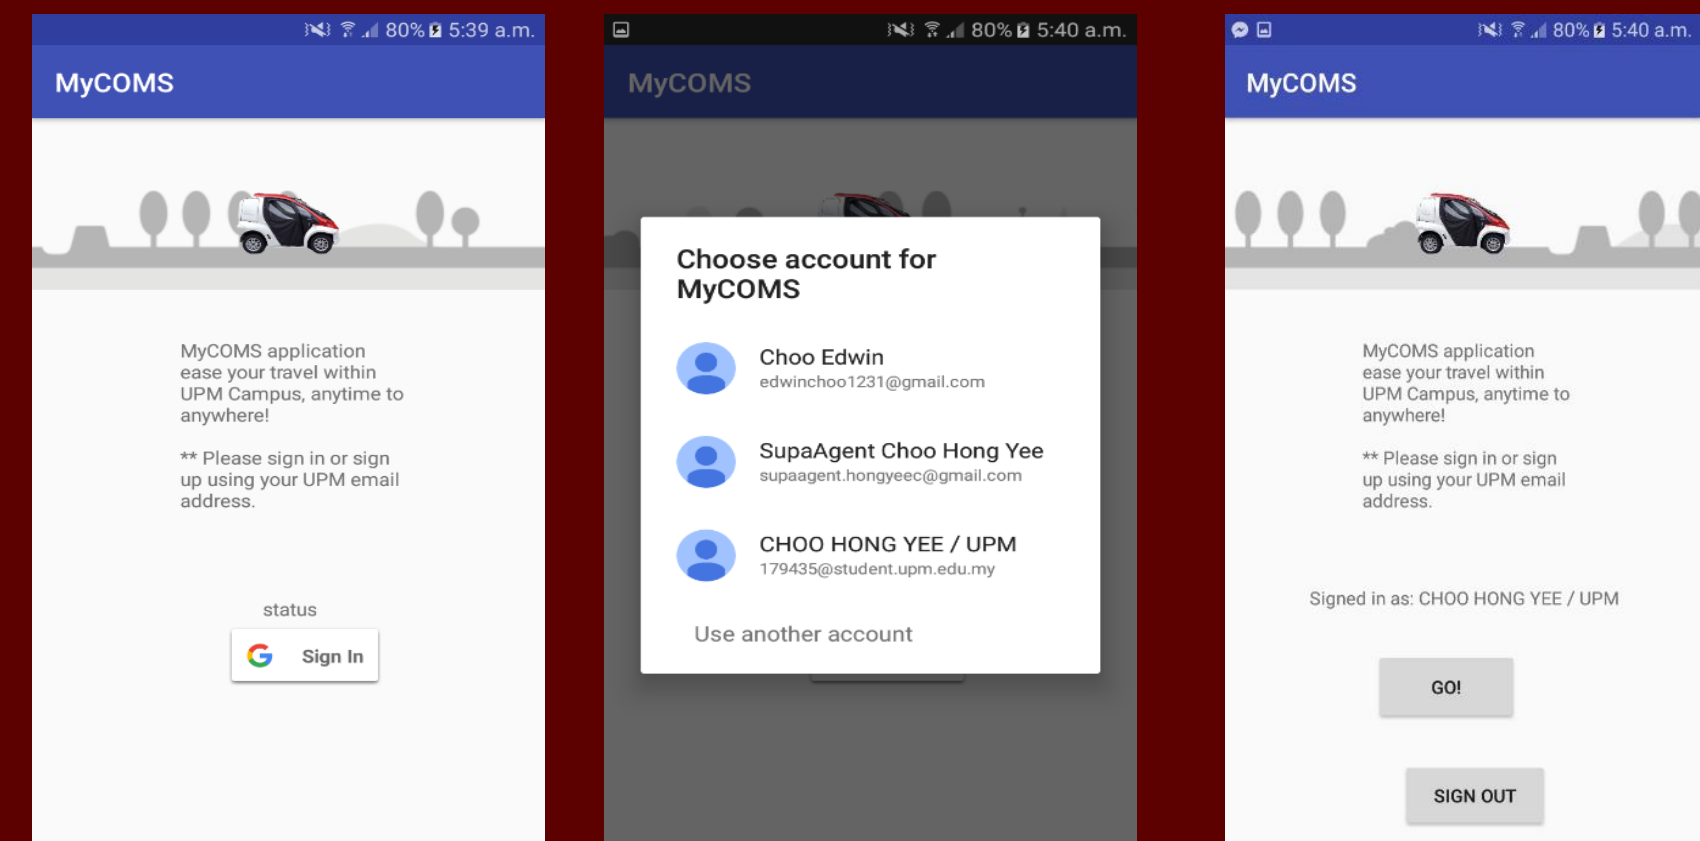 80% 5:39 a.m.
MyCOMS
MyCOMS application
ease your travel within
UPM Campus, anytime to
anywhere!
** Please sign in or sign
up using your UPM email
address.
status
G Sign In
80% 5:40 a.m.
MyCOMS
Choose account for
MyCOMS
Choo Edwin
edwinchoo1231@gmail.com
SupaAgent Choo Hong Yee
supaagent.hongyeec@gmail.com
CHOO HONG YEE / UPM
179435@student.upm.edu.my
Use another account
80% 5:40 a.m.
MyCOMS
MyCOMS application
ease your travel within
UPM Campus, anytime to
anywhere!
** Please sign in or sign
up using your UPM email
address.
Signed in as: CHOO HONG YEE / UPM
GO!
SIGN OUT